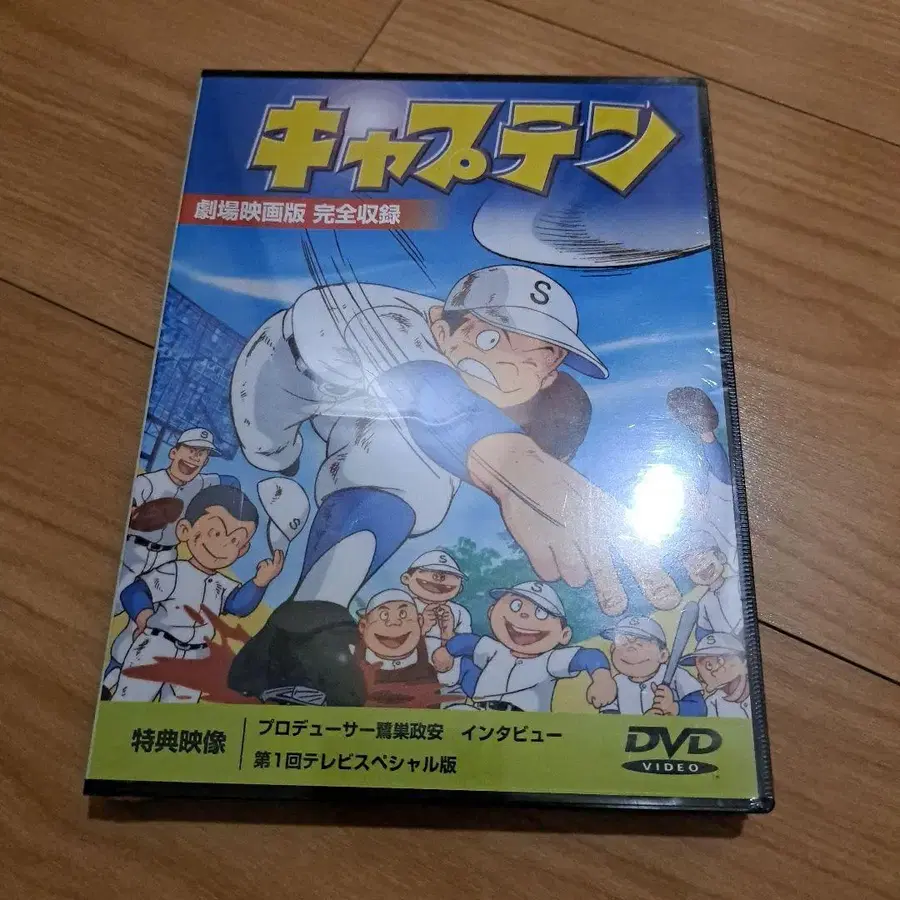 キャプテン
劇場映画版 完全収録
S
S
S
S
S
S
S
特典映像
プロデューサー鷲巣政安 インタビュー
第1回テレビスペシャル版
DVD
VIDEO